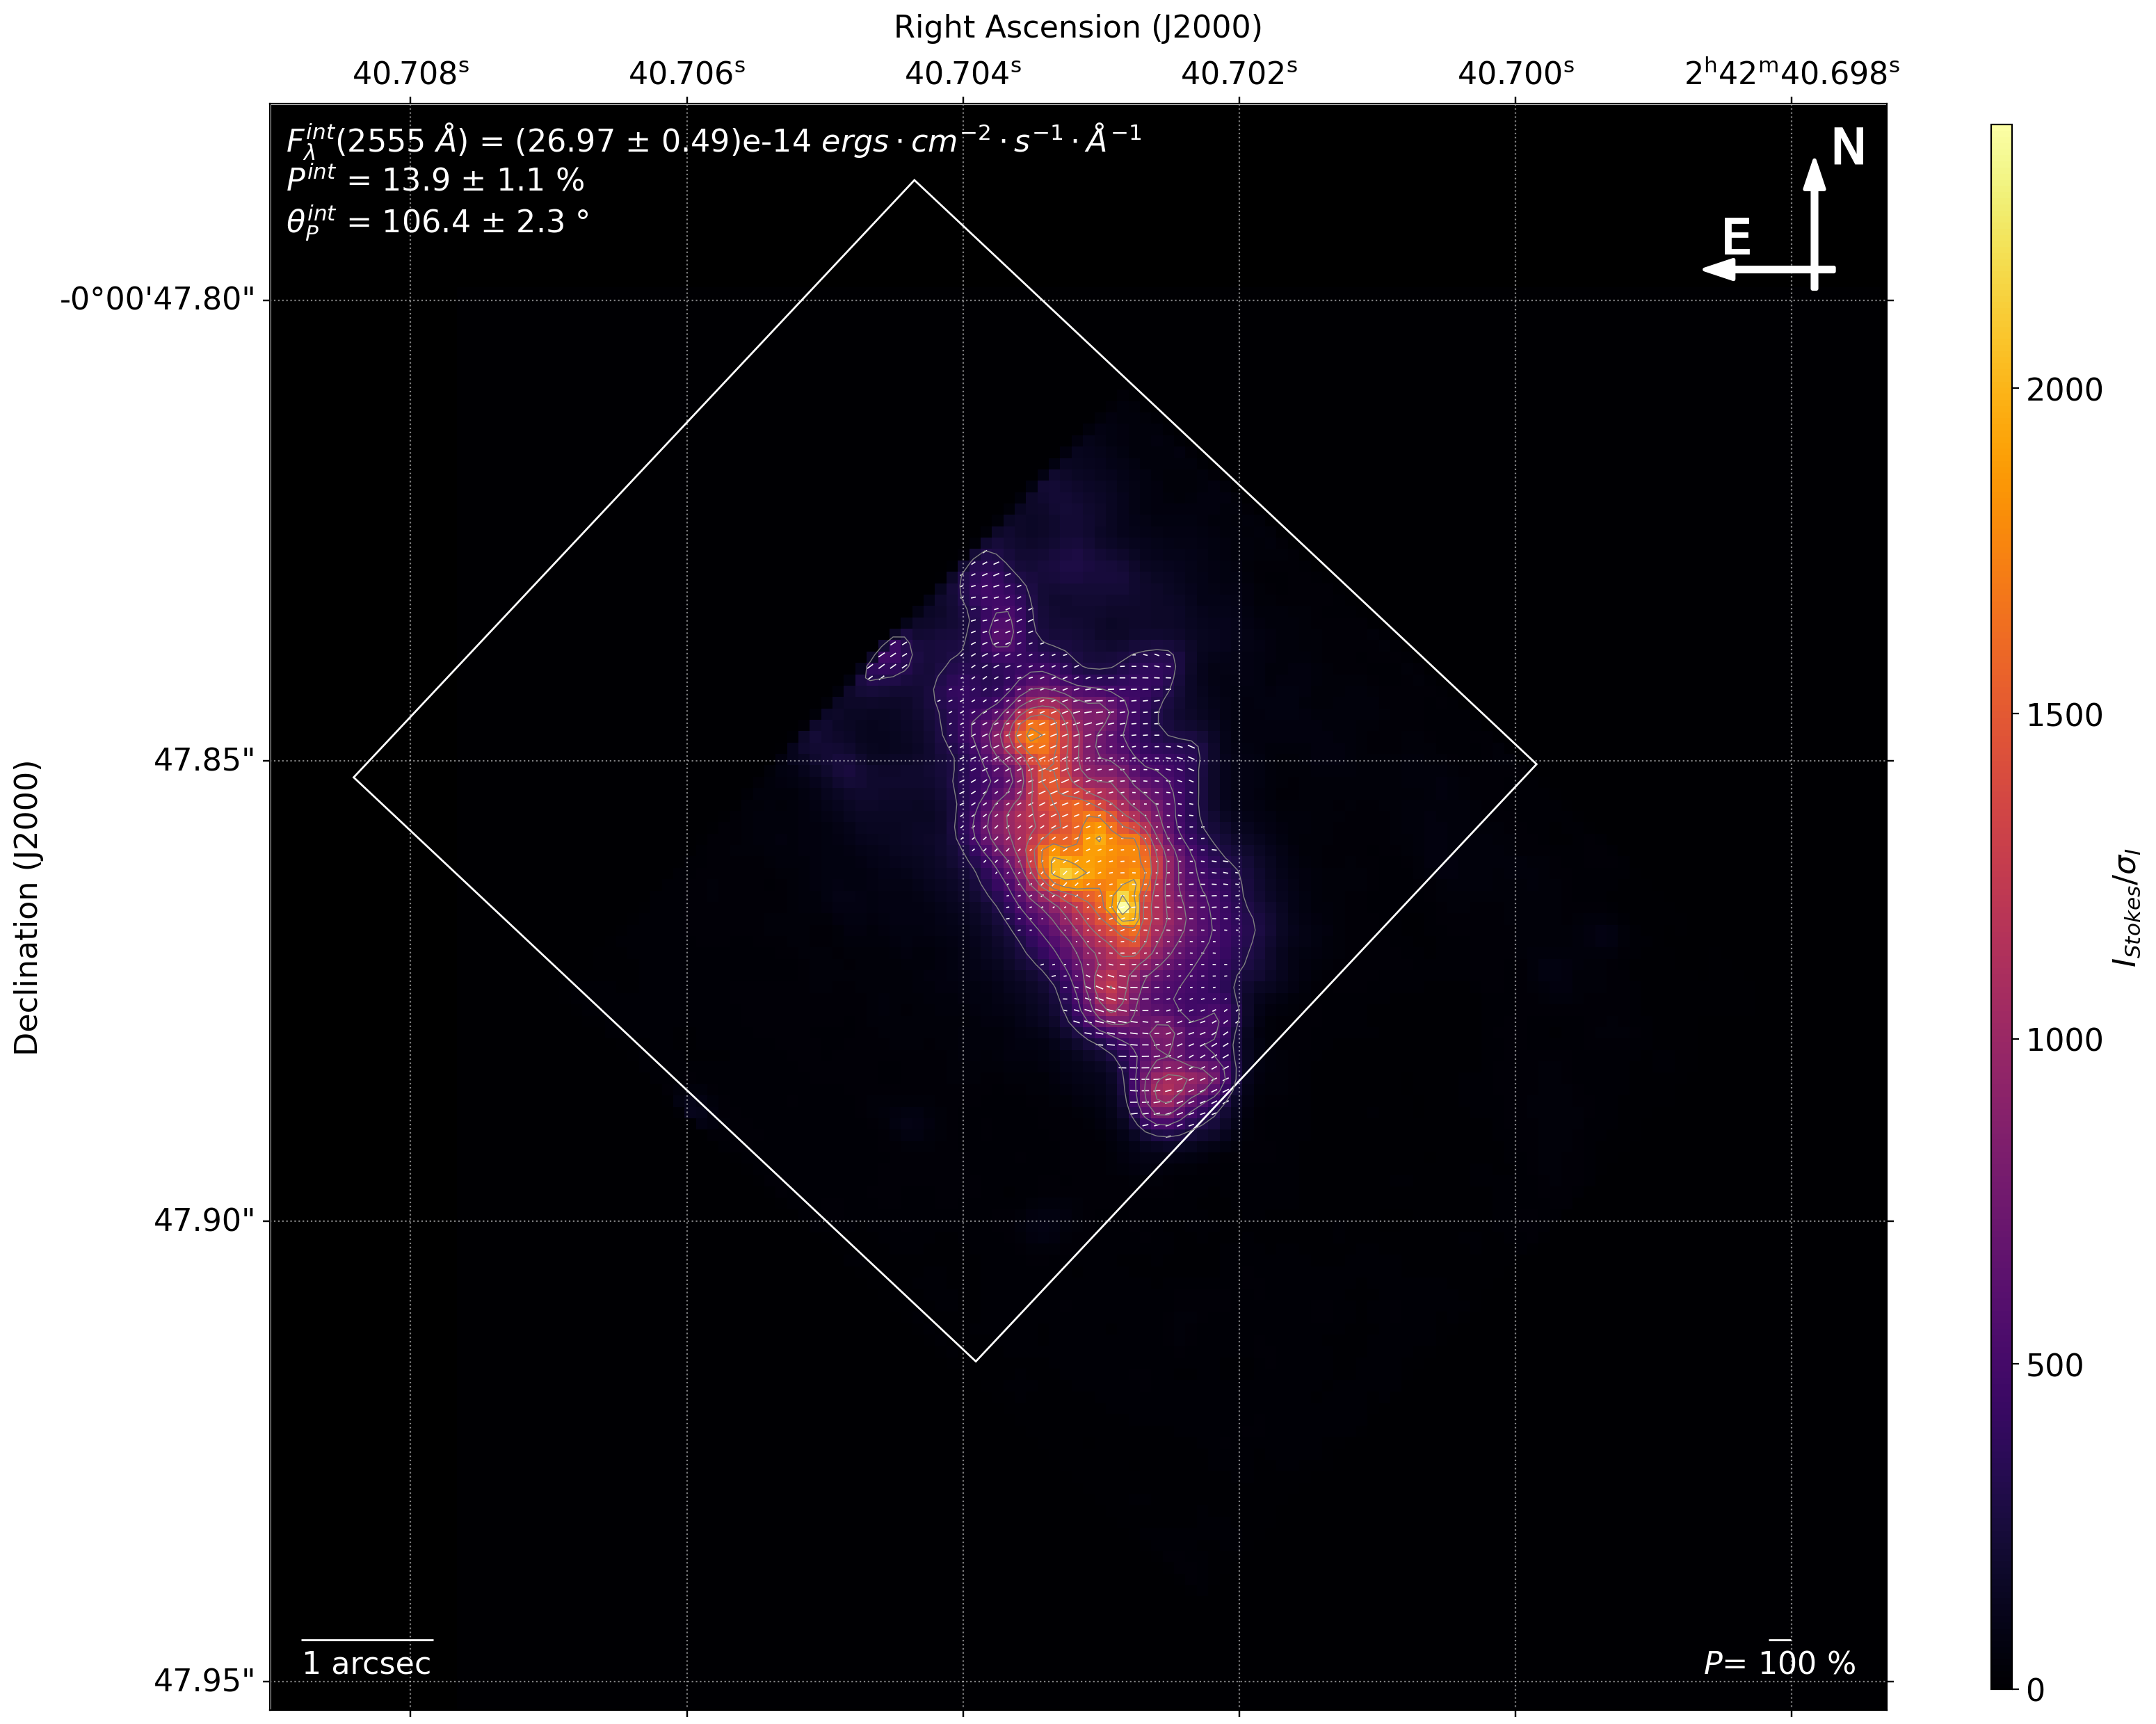 Right Ascension (J2000)
40.708ˢ 40.706ˢ 40.704ˢ 40.702ˢ 40.700ˢ 2ʰ42ᵐ40.698ˢ
F_λ^int(2555 Å) = (26.97 ± 0.49)e-14 ergs · cm⁻² · s⁻¹ · Å⁻¹
P^int = 13.9 ± 1.1 %
θ_P^int = 106.4 ± 2.3 °
N
E
-0°00'47.80"
47.85"
47.90"
47.95"
Declination (J2000)
1 arcsec
P= 100 %
2000
1500
1000
500
0
I_Stokes/σ_I